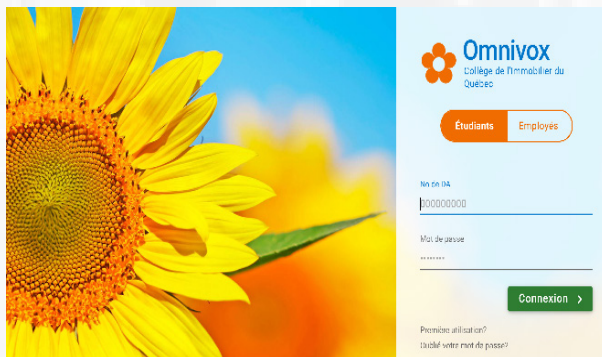 Omnivox
Collège de l'Immobilier du
Québec
Étudiants Employés
No de DA
000000000
Mot de passe
--------
Connexion >
Première utilisation?
Oublié votre mot de passe?